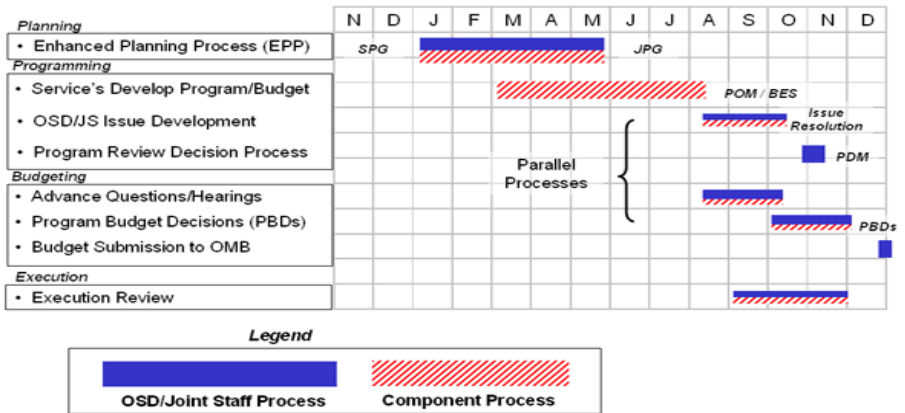 N D J F M A M J J A S O N D
Planning
• Enhanced Planning Process (EPP)
SPG
JPG
Programming
• Service's Develop Program/Budget
POM / BES
• OSD/JS Issue Development
Issue
Resolution
• Program Review Decision Process
PDM
Parallel
Processes
Budgeting
• Advance Questions/Hearings
• Program Budget Decisions (PBDs)
PBDs
• Budget Submission to OMB
Execution
• Execution Review
Legend
OSD/Joint Staff Process
Component Process